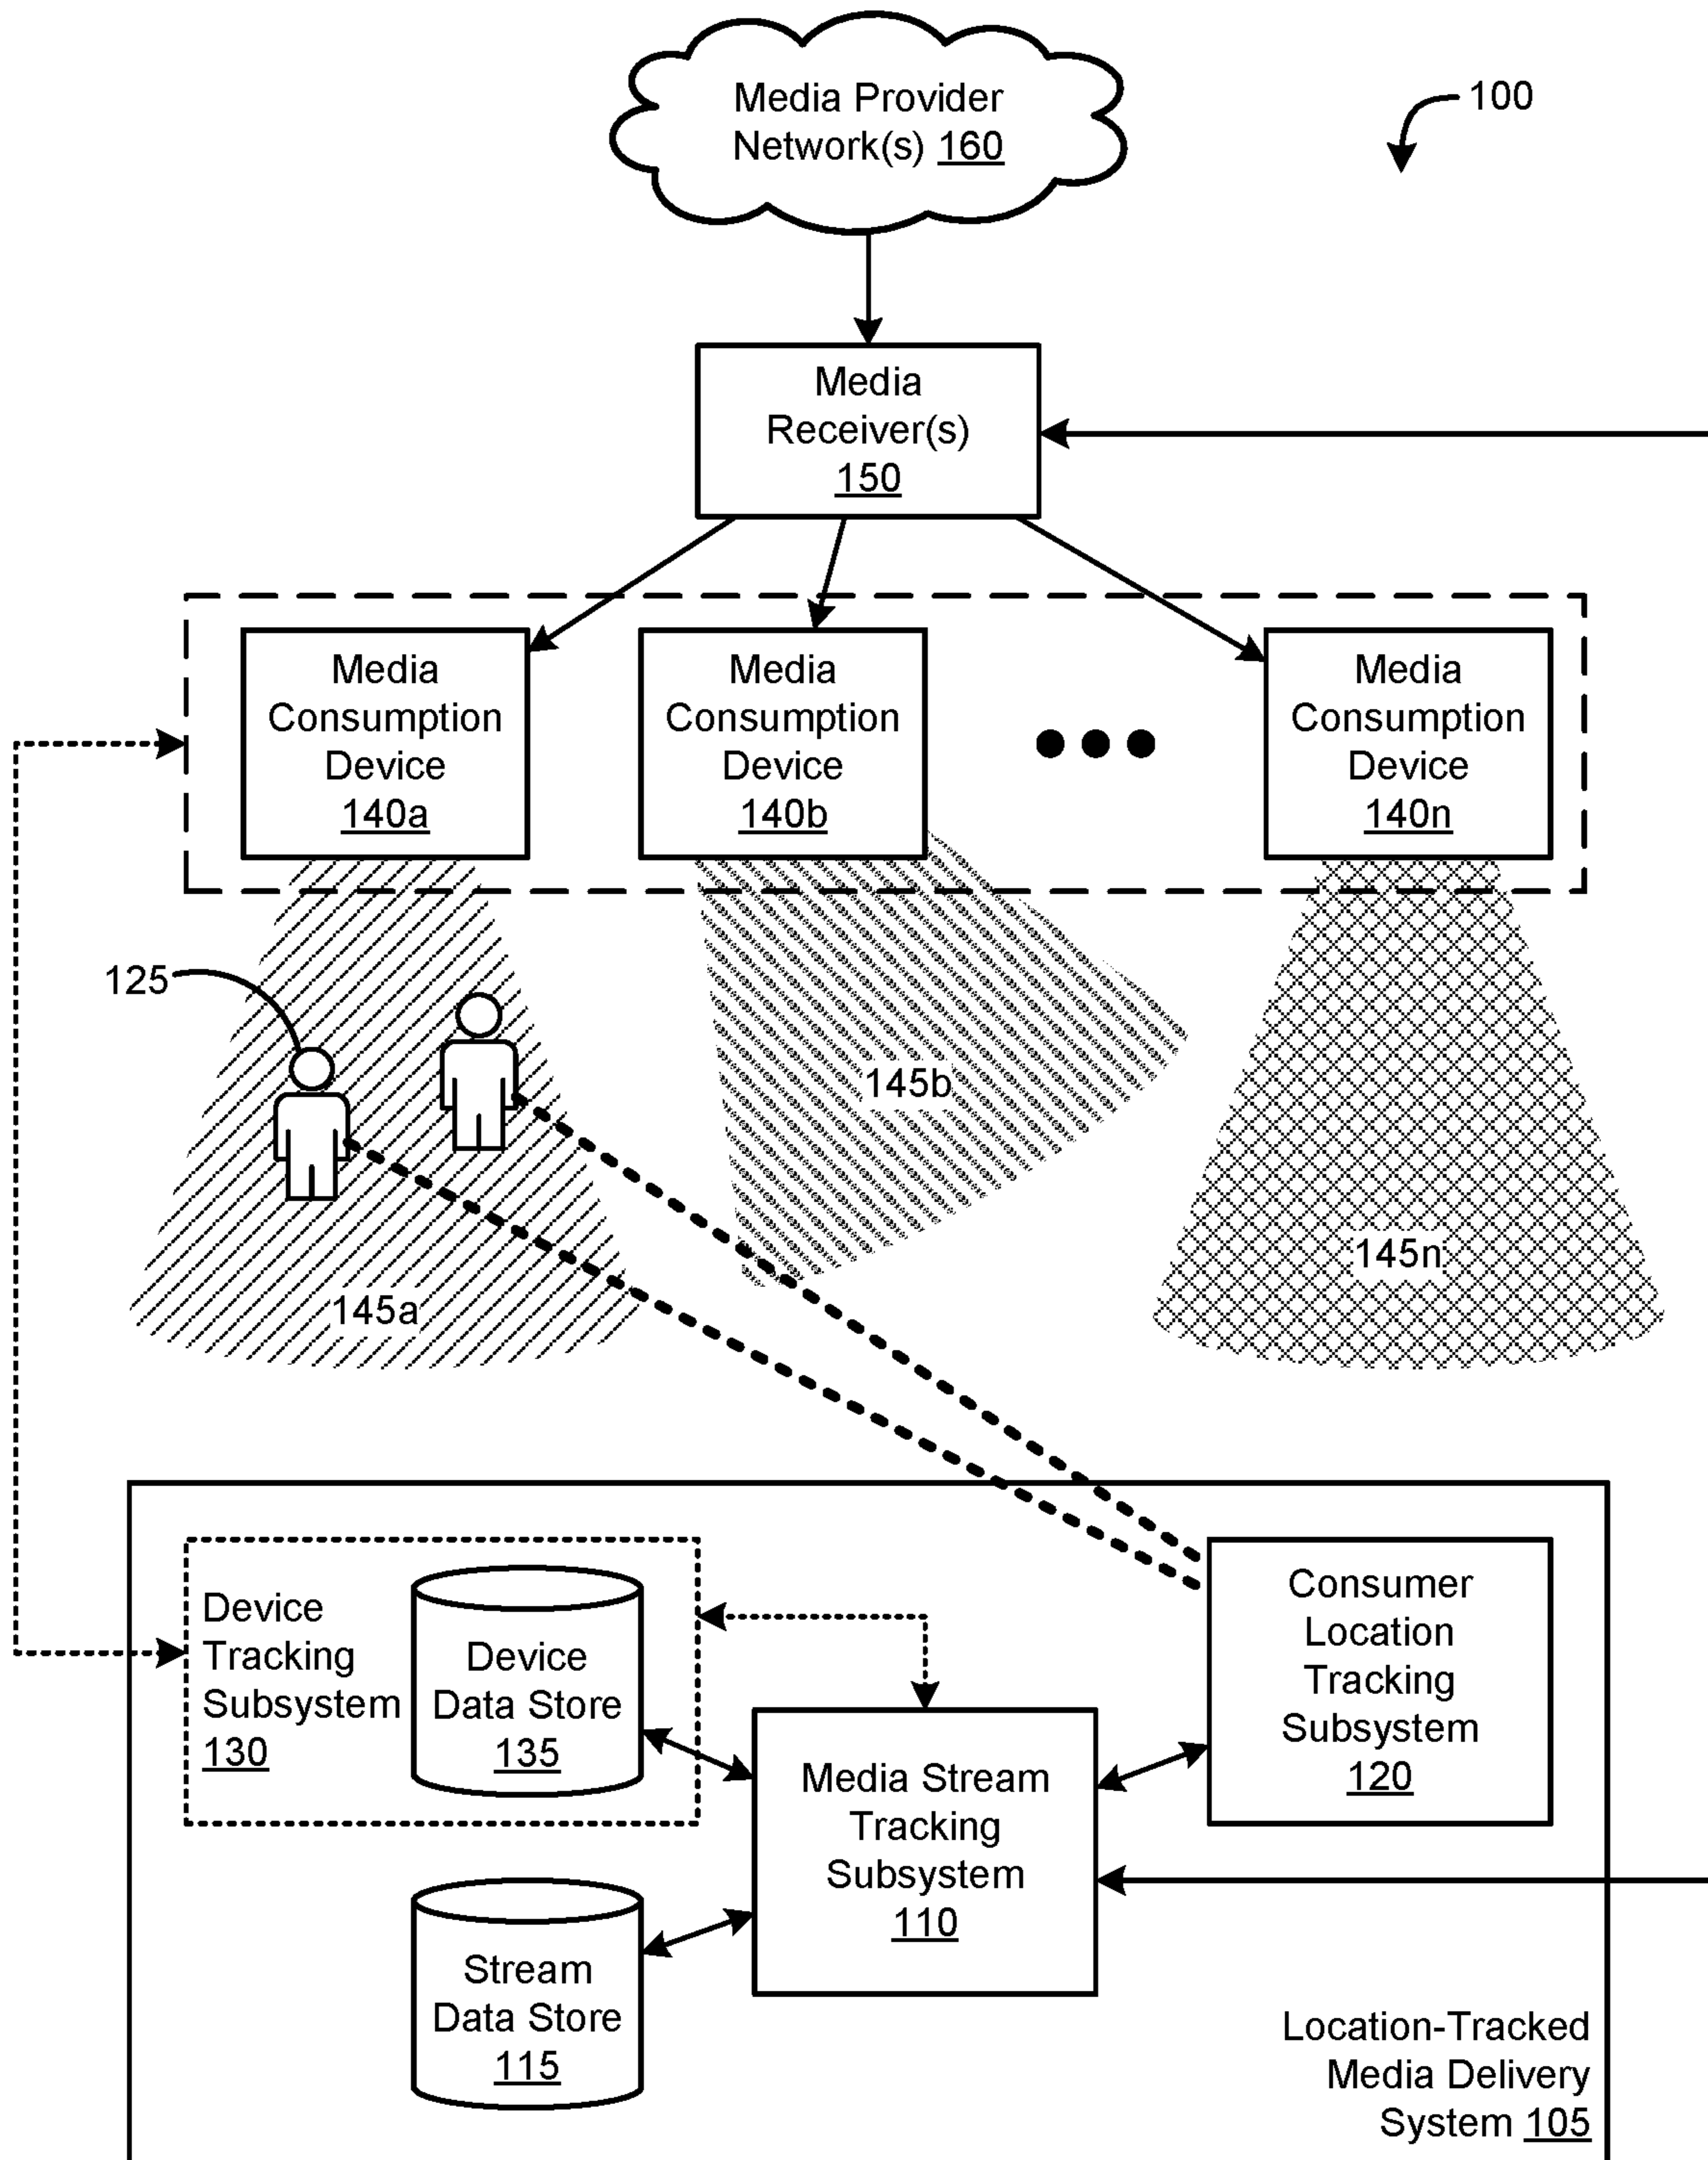 Media Provider
Network(s) 160
100
Media
Receiver(s)
150
Media
Consumption
Device
140a
Media
Consumption
Device
140b
Media
Consumption
Device
140n
125
145a
145b
145n
Device
Tracking
Subsystem
130
Device
Data Store
135
Consumer
Location
Tracking
Subsystem
120
Media Stream
Tracking
Subsystem
110
Stream
Data Store
115
Location-Tracked
Media Delivery
System 105